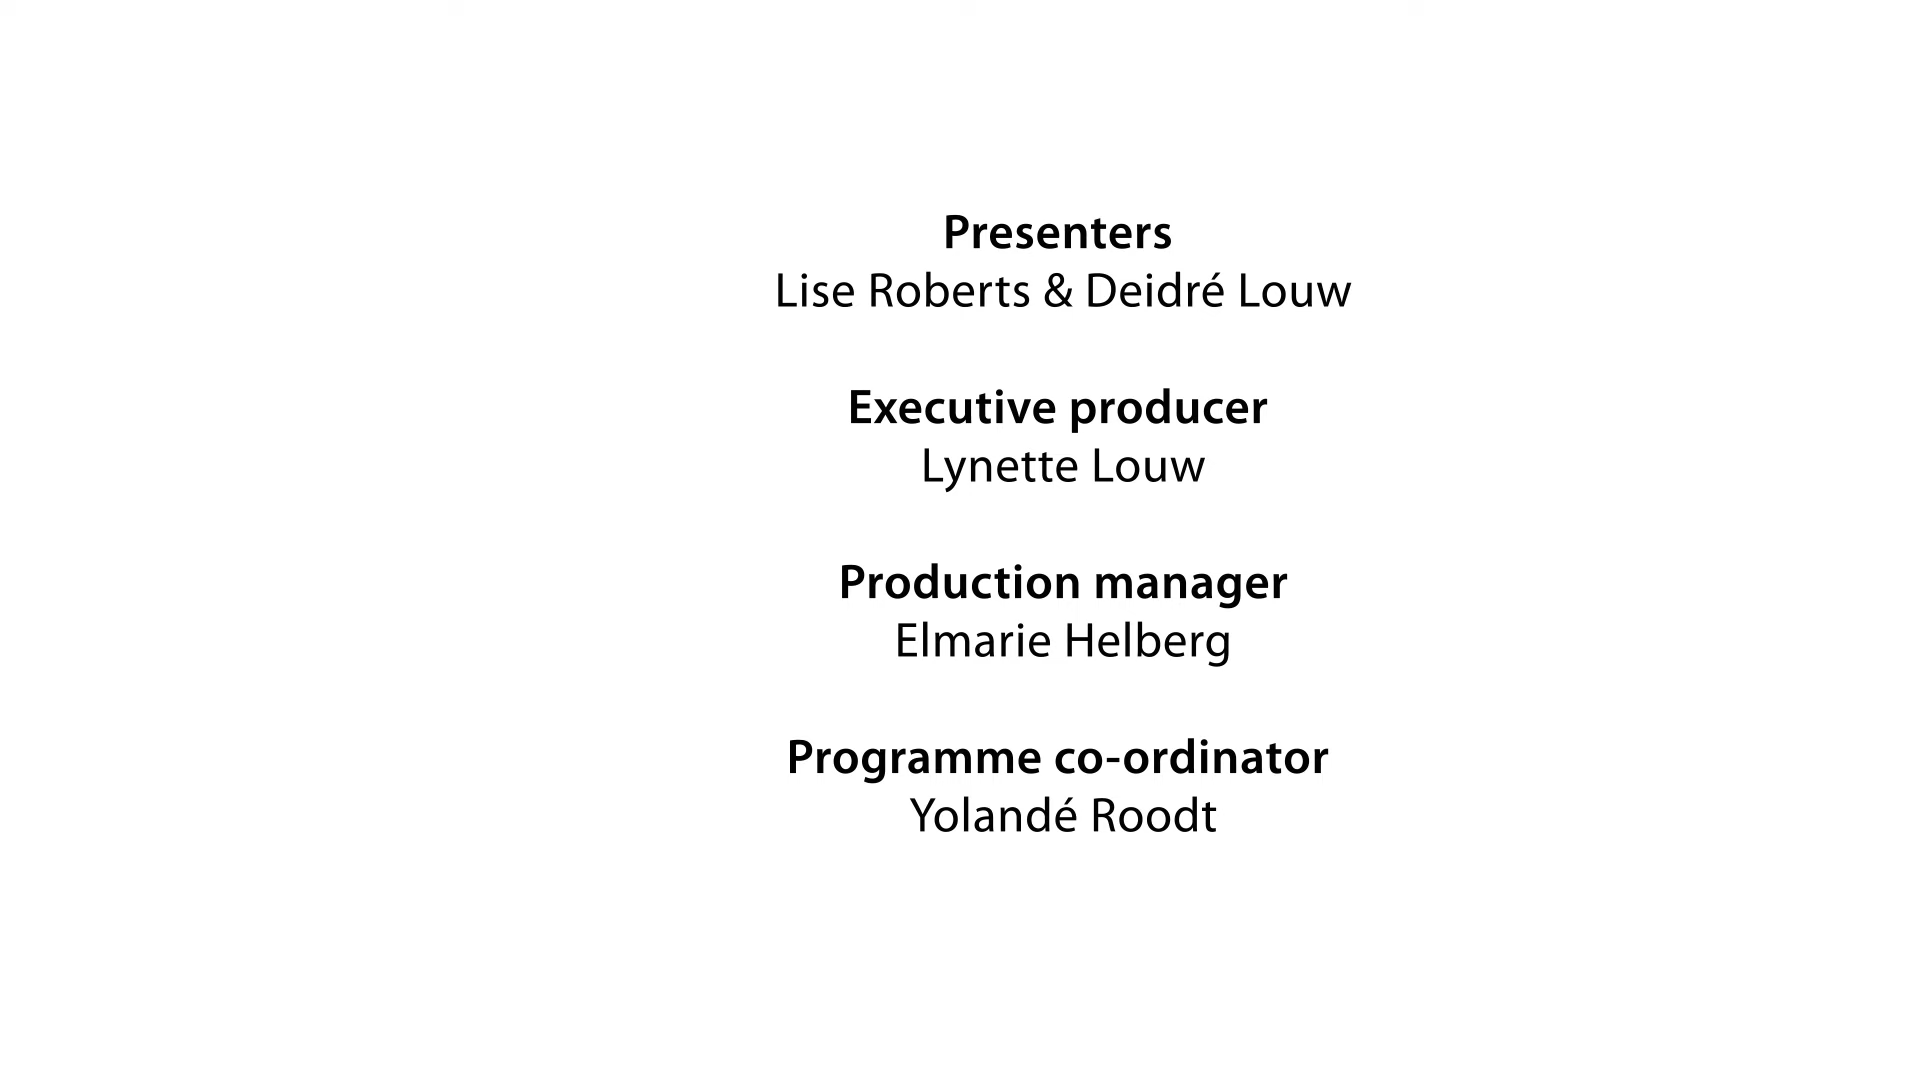 Presenters
Lise Roberts & Deidré Louw
Executive producer
Lynette Louw
Production manager
Elmarie Helberg
Programme co-ordinator
Yolandé Roodt